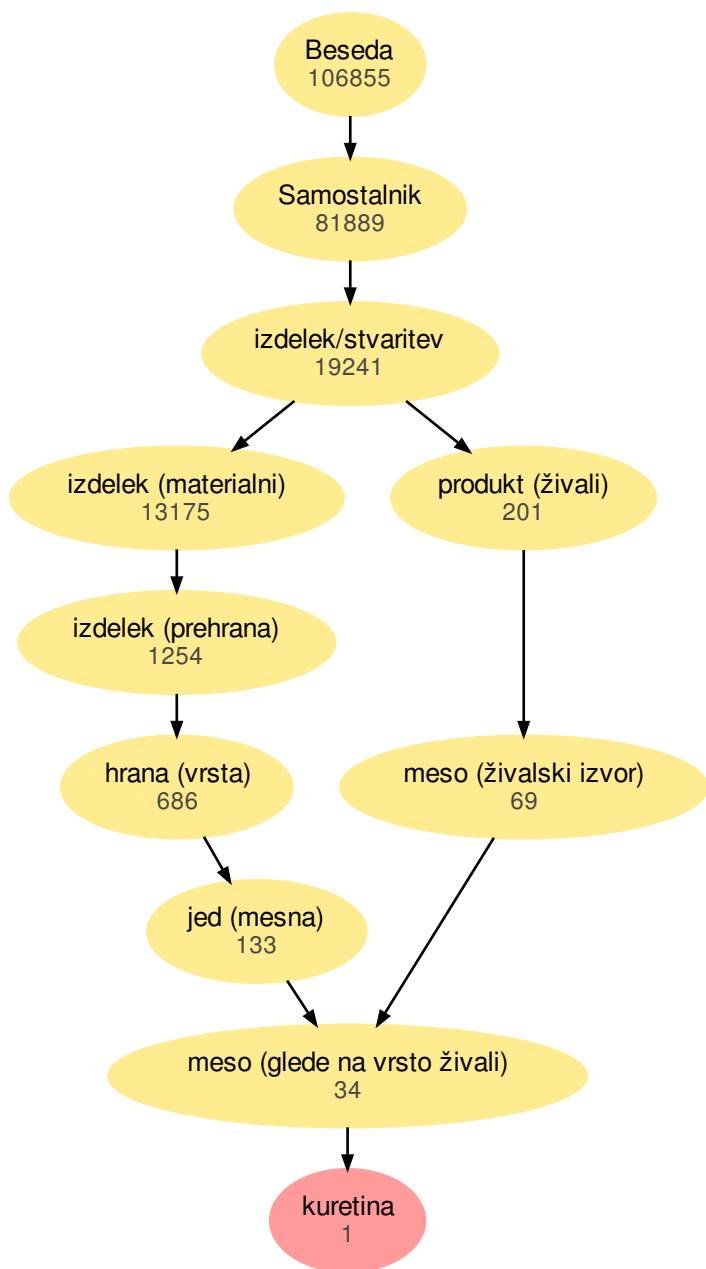 Beseda
106855
Samostalnik
81889
izdelek/stvaritev
19241
izdelek (materialni)
13175
produkt (živali)
201
izdelek (prehrana)
1254
hrana (vrsta)
686
meso (živalski izvor)
69
jed (mesna)
133
meso (glede na vrsto živali)
34
kuretina
1